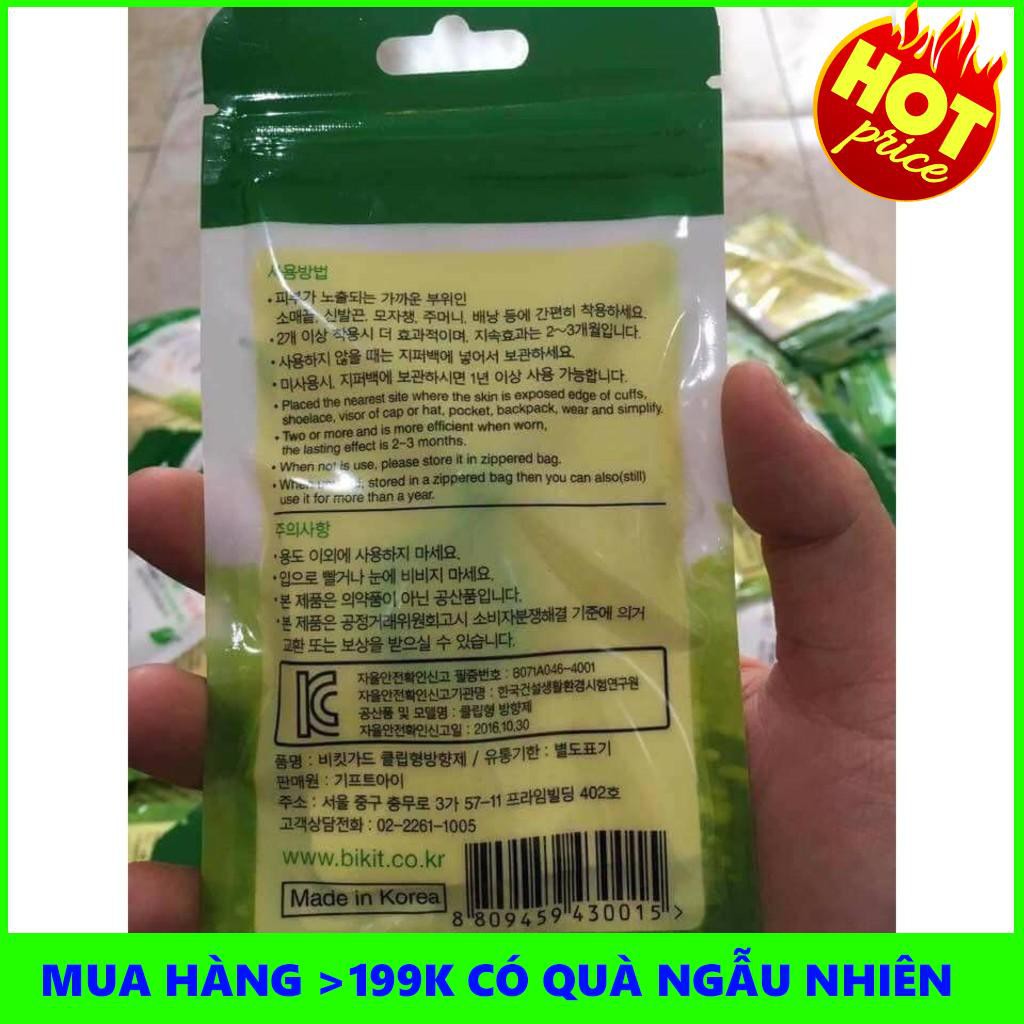 HOT
price
사용방법
• 피부가 노출되는 가까운 부위인
소매끝, 신발끈, 모자챙, 주머니, 배낭 등에 간편히 착용하세요.
• 2개 이상 착용시 더 효과적이며, 지속효과는 2~3개월입니다.
• 사용하지 않을 때는 지퍼백에 넣어서 보관하세요.
• 미사용시, 지퍼백에 보관하시면 1년 이상 사용 가능합니다.
• Placed the nearest site where the skin is exposed edge of cuffs,
shoelace, visor of cap or hat, pocket, backpack, wear and simplify.
• Two or more and is more efficient when worn,
the lasting effect is 2-3 months.
• When not is use, please store it in zippered bag.
• When stored in a zippered bag then you can also(still)
use it for more than a year.
주의사항
• 용도 이외에 사용하지 마세요.
• 입으로 빨거나 눈에 비비지 마세요.
• 본 제품은 의약품이 아닌 공산품입니다.
• 본 제품은 공정거래위원회고시 소비자분쟁해결 기준에 의거
교환 또는 보상을 받으실 수 있습니다.
자율안전확인신고 필증번호 : B071A046-4001
자율안전확인신고기관명 : 한국건설생활환경시험연구원
공산품 및 모델명 : 클립형 방향제
자율안전확인신고일 : 2016.10.30
품명 : 비킷가드 클립형방향제 / 유통기한 : 별도표기
판매원 : 기프트아이
주소 : 서울 중구 충무로 3가 57-11 프라임빌딩 402호
고객상담전화 : 02-2261-1005
www.bikit.co.kr
Made in Korea
8 809459 430015 >
MUA HÀNG >199K CÓ QUÀ NGẪU NHIÊN